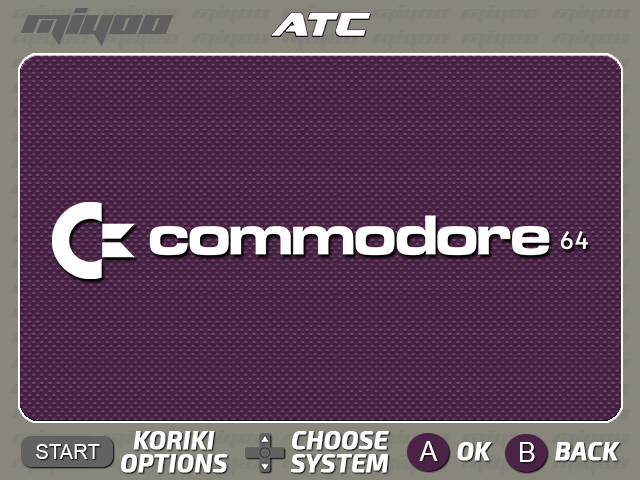 miyoo
ATC
commodore 64
START
KORIKI
OPTIONS
CHOOSE
SYSTEM
A
OK
B
BACK